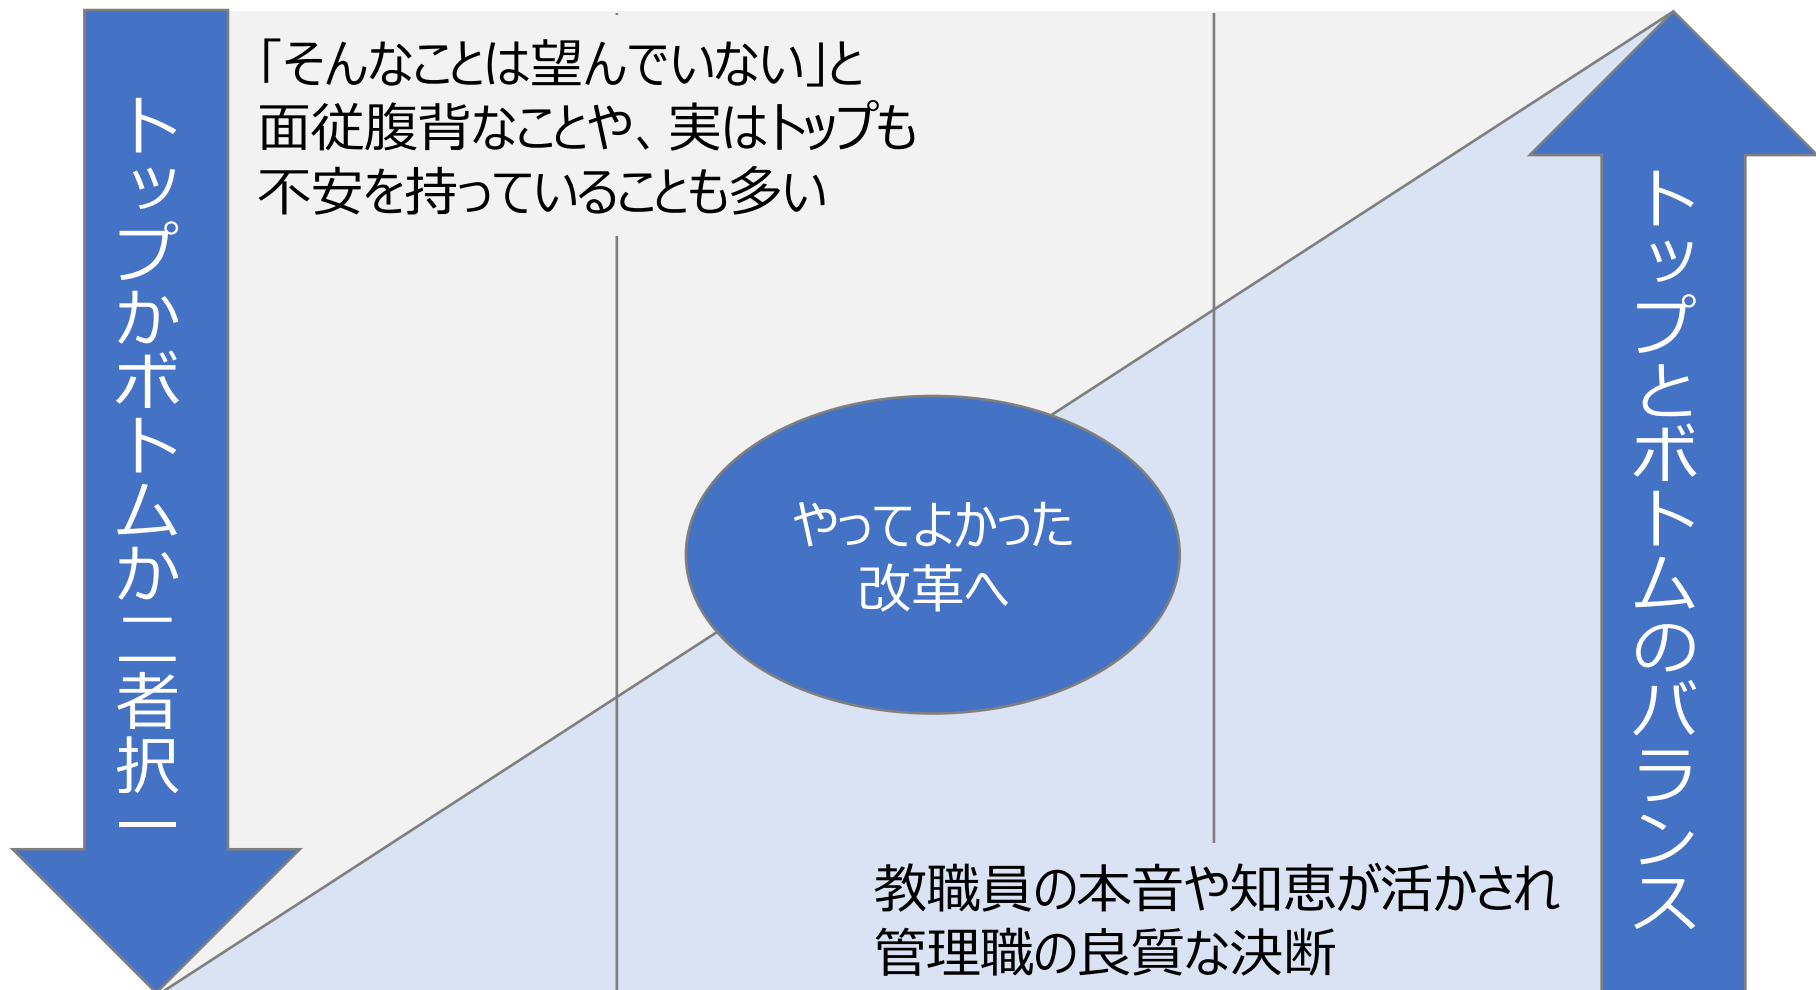 トップかボトムか二者択一
「そんなことは望んでいない」と
面従腹背なことや、実はトップも
不安を持っていることも多い
やってよかった
改革へ
教職員の本音や知恵が活かされ
管理職の良質な決断
トップとボトムのバランス